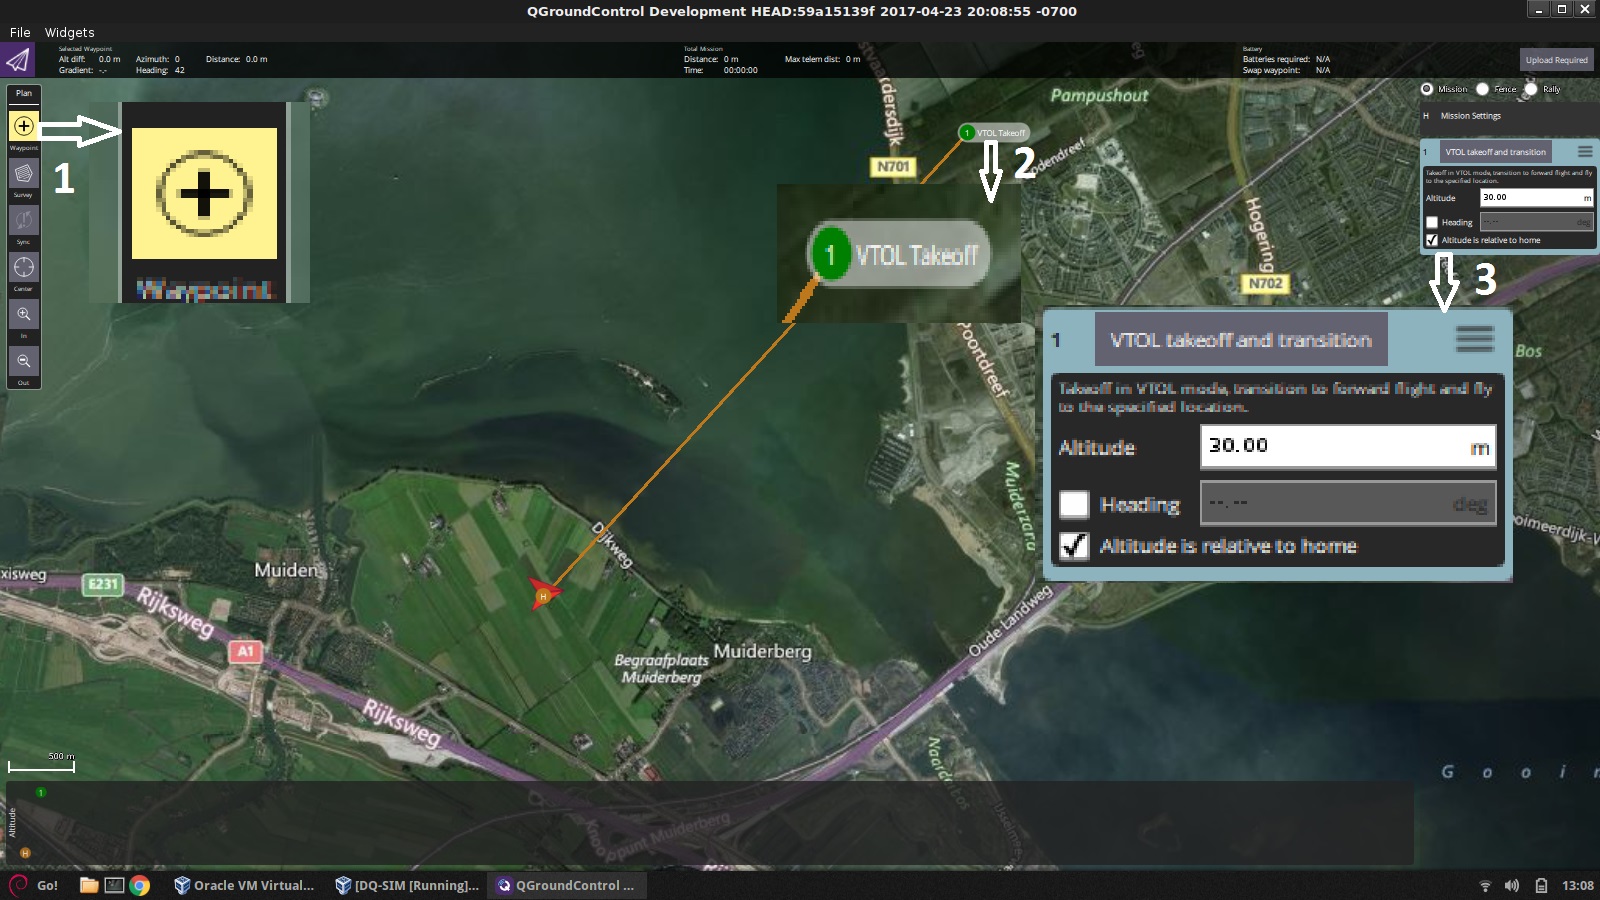 QGroundControl Development HEAD:59a15139f 2017-04-23 20:08:55 -0700
File Widgets
Selected Waypoint
Alt diff: 0.0 m Azimuth: 0 Distance: 0.0 m
Gradient: -.- Heading: 42
Total Mission
Distance: 0 m Max telem dist: 0 m
Time: 00:00:00
Battery
Batteries required: N/A
Swap waypoint: N/A
Upload Required
Plan
Waypoint
Survey
Sync
Center
In
Out
1
Waypoint
Mission Fence Rally
H Mission Settings
1 VTOL takeoff and transition
Takeoff in VTOL mode, transition to forward flight and fly
to the specified location.
Altitude 30.00 m
Heading --.-- deg
Altitude is relative to home
Pampushout
1 VTOL Takeoff
2
N701
1 VTOL Takeoff
Hogering
N702
3
1 VTOL takeoff and transition
Takeoff in VTOL mode, transition to forward flight and fly
to the specified location.
Altitude 30.00 m
Heading --.-- deg
Altitude is relative to home
Bos
Poortdreef
Muiderzand
Dijkweg
H
Muiden
E231
Rijksweg
A1
Rijksweg
Muiderberg
Begraafplaats
Muiderberg
Oude Landweg
500 m
Altitude
1
H
Knooppunt Muiderberg
Go!
Oracle VM Virtual...
[DQ-SIM [Running]...
QGroundControl ...
13:08